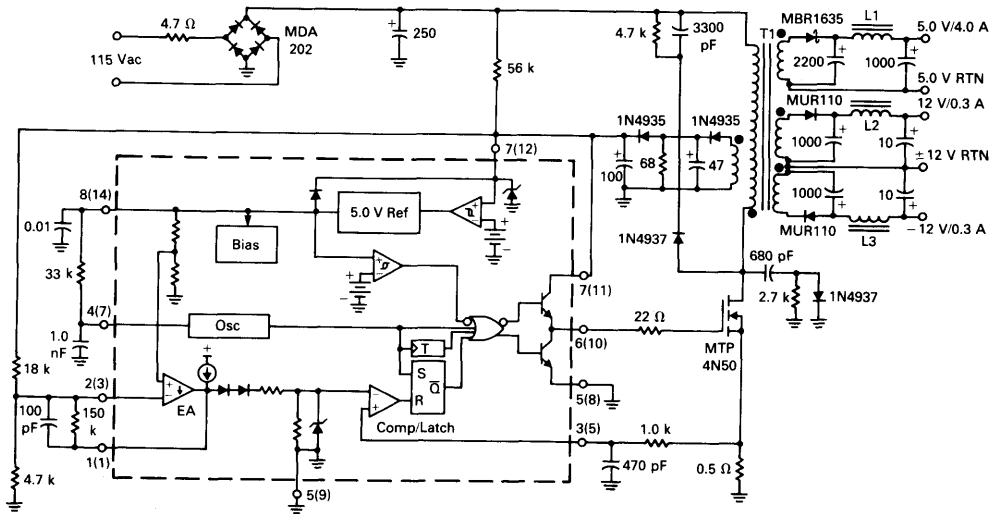 4.7 Ω
MDA
202
115 Vac
250
56 k
4.7 k
3300
pF
T1
MBR1635
L1
5.0 V/4.0 A
2200
1000
5.0 V RTN
MUR110
12 V/0.3 A
L2
1000
10
± 12 V RTN
1000
10
MUR110
L3
− 12 V/0.3 A
1N4935
1N4935
100
68
47
7(12)
8(14)
0.01
5.0 V Ref
Bias
33 k
1N4937
680 pF
2.7 k
1N4937
7(11)
4(7)
Osc
1.0
nF
T
22 Ω
6(10)
MTP
4N50
18 k
S
Q
R
2(3)
EA
5(8)
100
pF
150
k
Comp/Latch
3(5)
1.0 k
1(1)
470 pF
0.5 Ω
4.7 k
5(9)